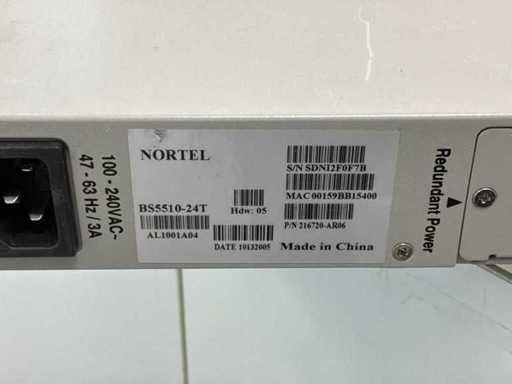 100 - 240VAC~
47 - 63 Hz / 3A
NORTEL
BS5510-24T
AL1001A04
Hdw: 05
DATE 10132005
S/N SDNI2F0F7B
MAC00159BB15400
P/N 216720-AR06
Made in China
Redundant Power